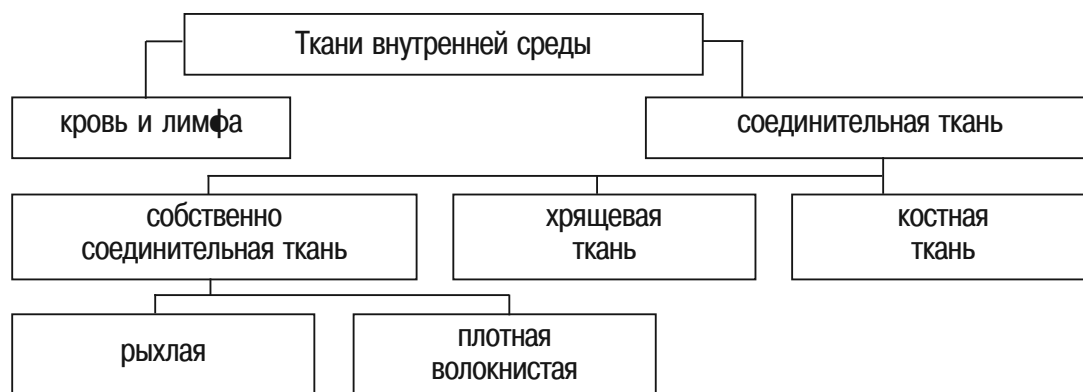 Ткани внутренней среды
кровь и лимфа
соединительная ткань
собственно
соединительная ткань
хрящевая
ткань
костная
ткань
рыхлая
плотная
волокнистая